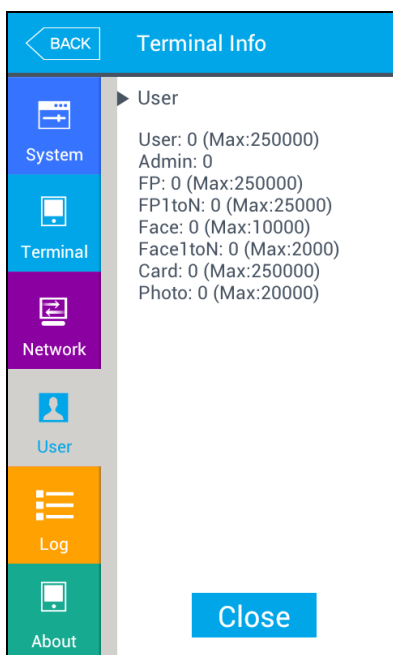 BACK
Terminal Info
System
Terminal
Network
User
Log
About
User
User: 0 (Max:250000)
Admin: 0
FP: 0 (Max:250000)
FP1toN: 0 (Max:25000)
Face: 0 (Max:10000)
Face1toN: 0 (Max:2000)
Card: 0 (Max:250000)
Photo: 0 (Max:20000)
Close